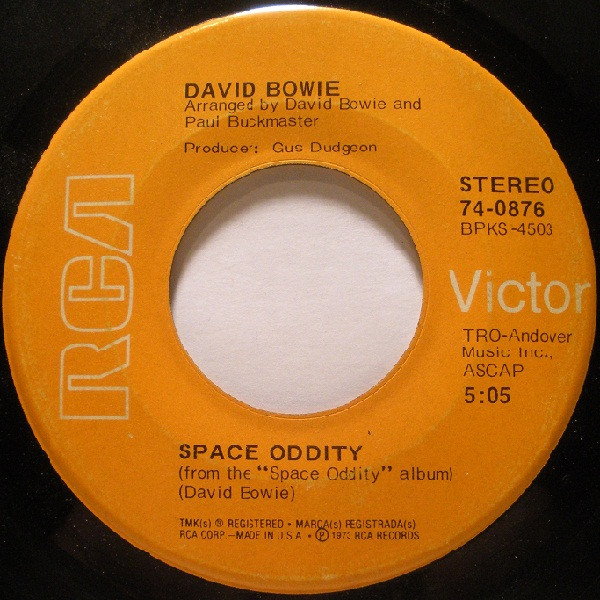 DAVID BOWIE
Arranged by David Bowie and
Paul Buckmaster
Producer: Gus Dudgeon
RCA
STEREO
74-0876
BPKS-4503
Victor
TRO-Andover
Music Inc.,
ASCAP
5:05
SPACE ODDITY
(from the "Space Oddity" album)
(David Bowie)
TMK(s) ® REGISTERED • MARCA(s) REGISTRADA(s)
RCA CORP.—MADE IN U.S.A. • ℗ 1973 RCA RECORDS